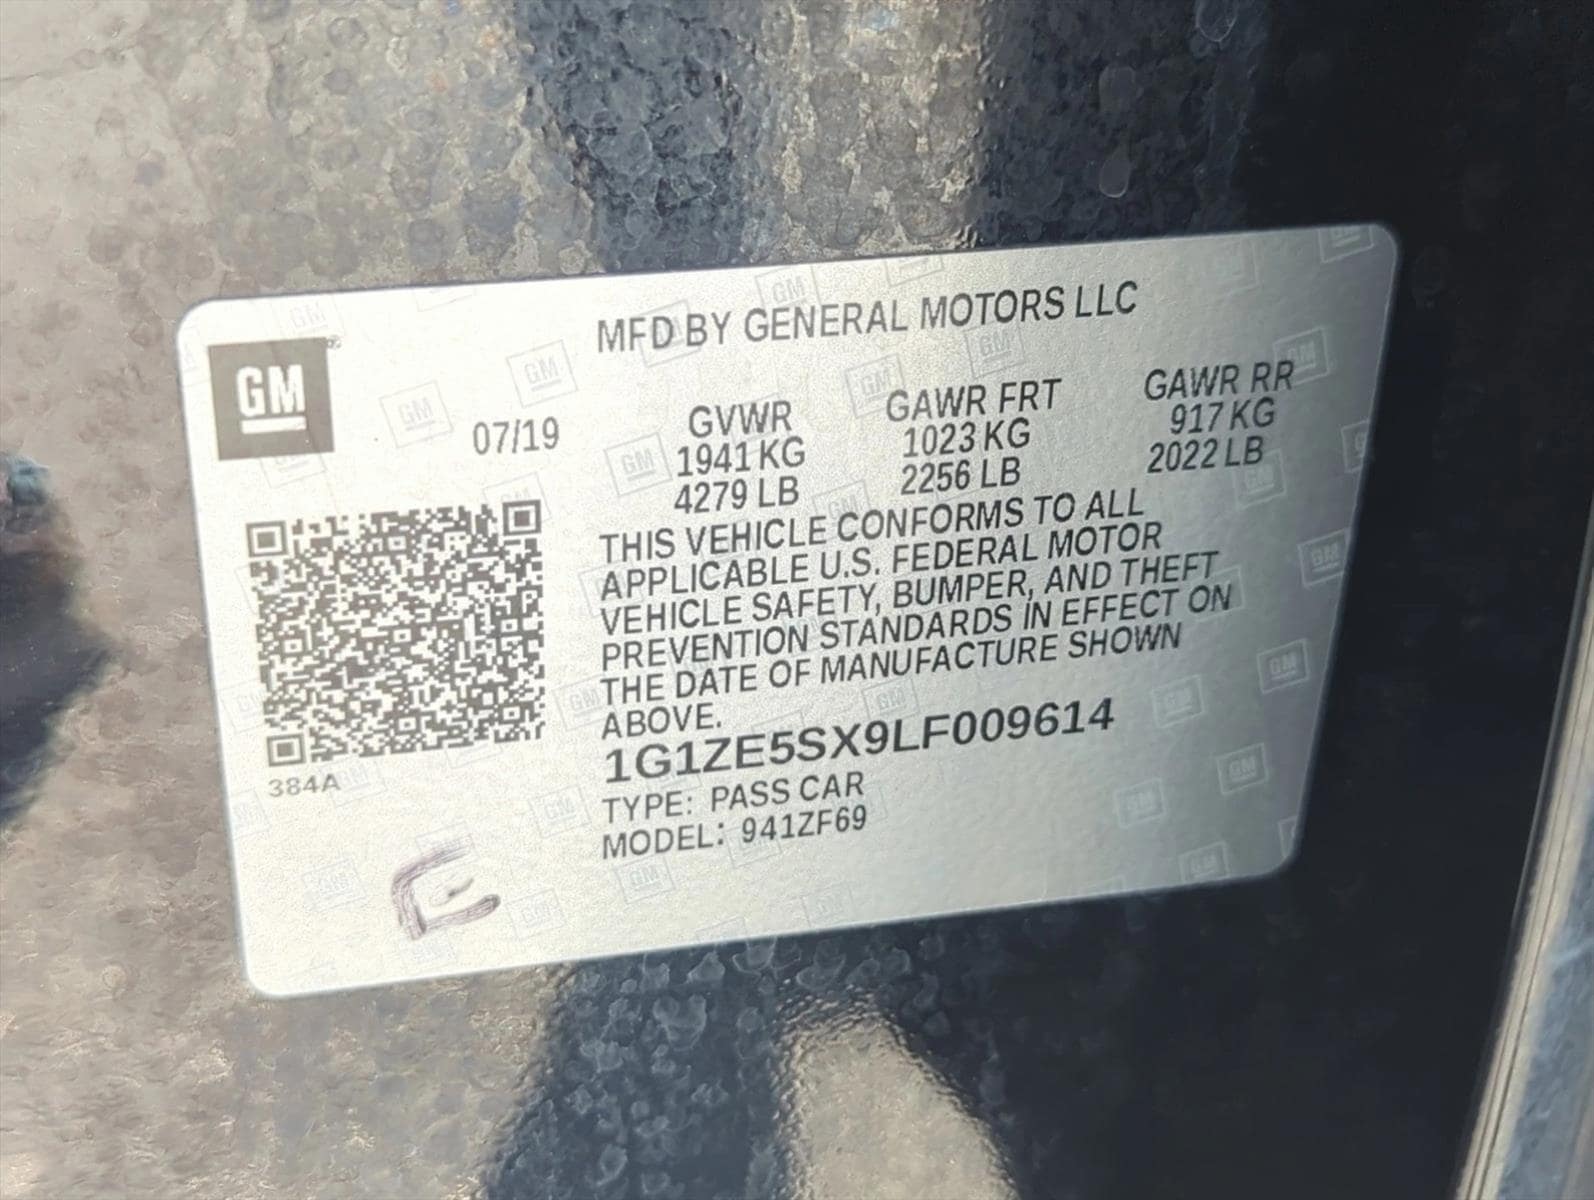 MFD BY GENERAL MOTORS LLC
GM
07/19
GVWR GAWR FRT GAWR RR
1941 KG 1023 KG 917 KG
4279 LB 2256 LB 2022 LB
THIS VEHICLE CONFORMS TO ALL
APPLICABLE U.S. FEDERAL MOTOR
VEHICLE SAFETY, BUMPER, AND THEFT
PREVENTION STANDARDS IN EFFECT ON
THE DATE OF MANUFACTURE SHOWN
ABOVE.
1G1ZE5SX9LF009614
384A
TYPE: PASS CAR
MODEL: 941ZF69